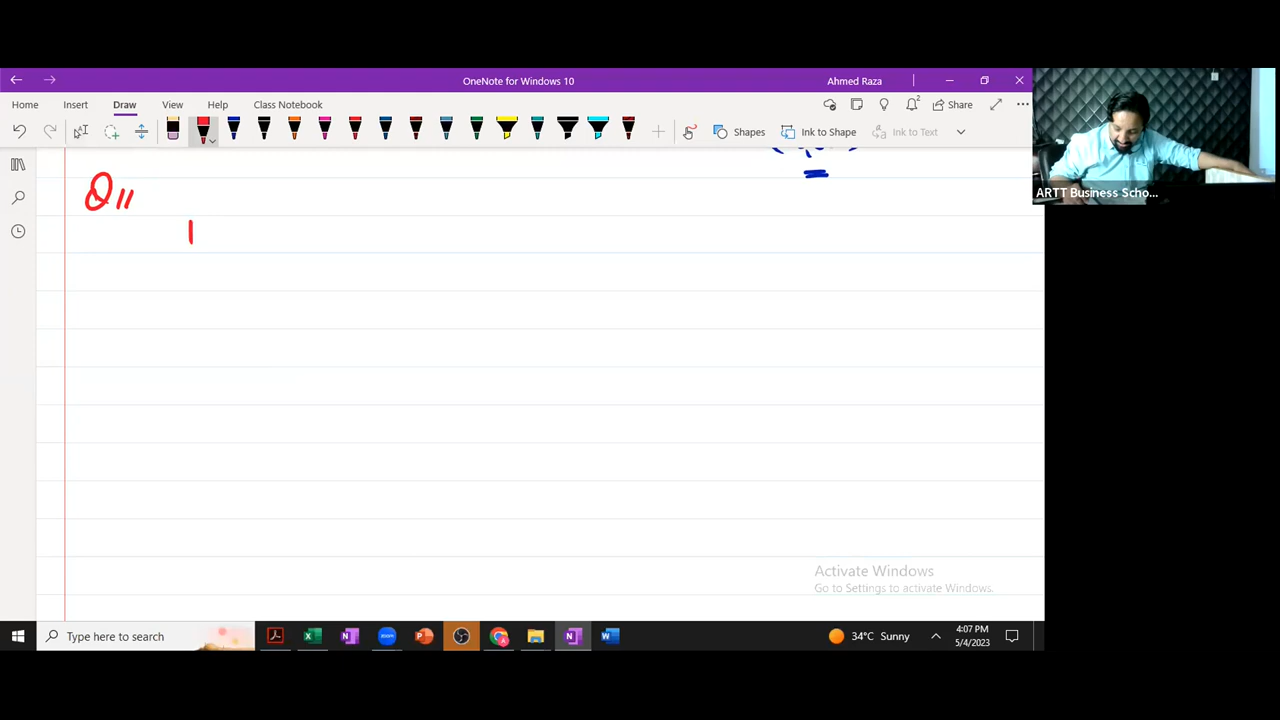 OneNote for Windows 10
Ahmed Raza
Home Insert Draw View Help Class Notebook
2
Share
Shapes Ink to Shape Ink to Text
Q11
1
ARTT Business Scho...
Activate Windows
Go to Settings to activate Windows.
Type here to search
34°C Sunny
4:07 PM
5/4/2023